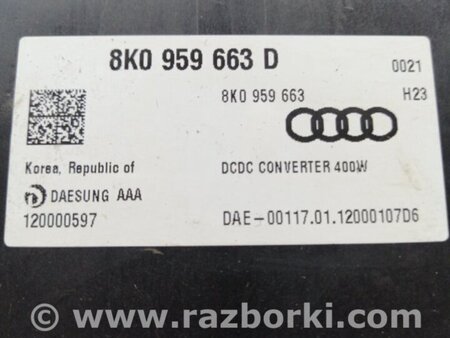 8K0 959 663 D
0021
8K0 959 663
H23
Korea, Republic of
DCDC CONVERTER 400W
DAESUNG AAA
120000597
DAE-00117.01.12000107D6
© www.razborki.com